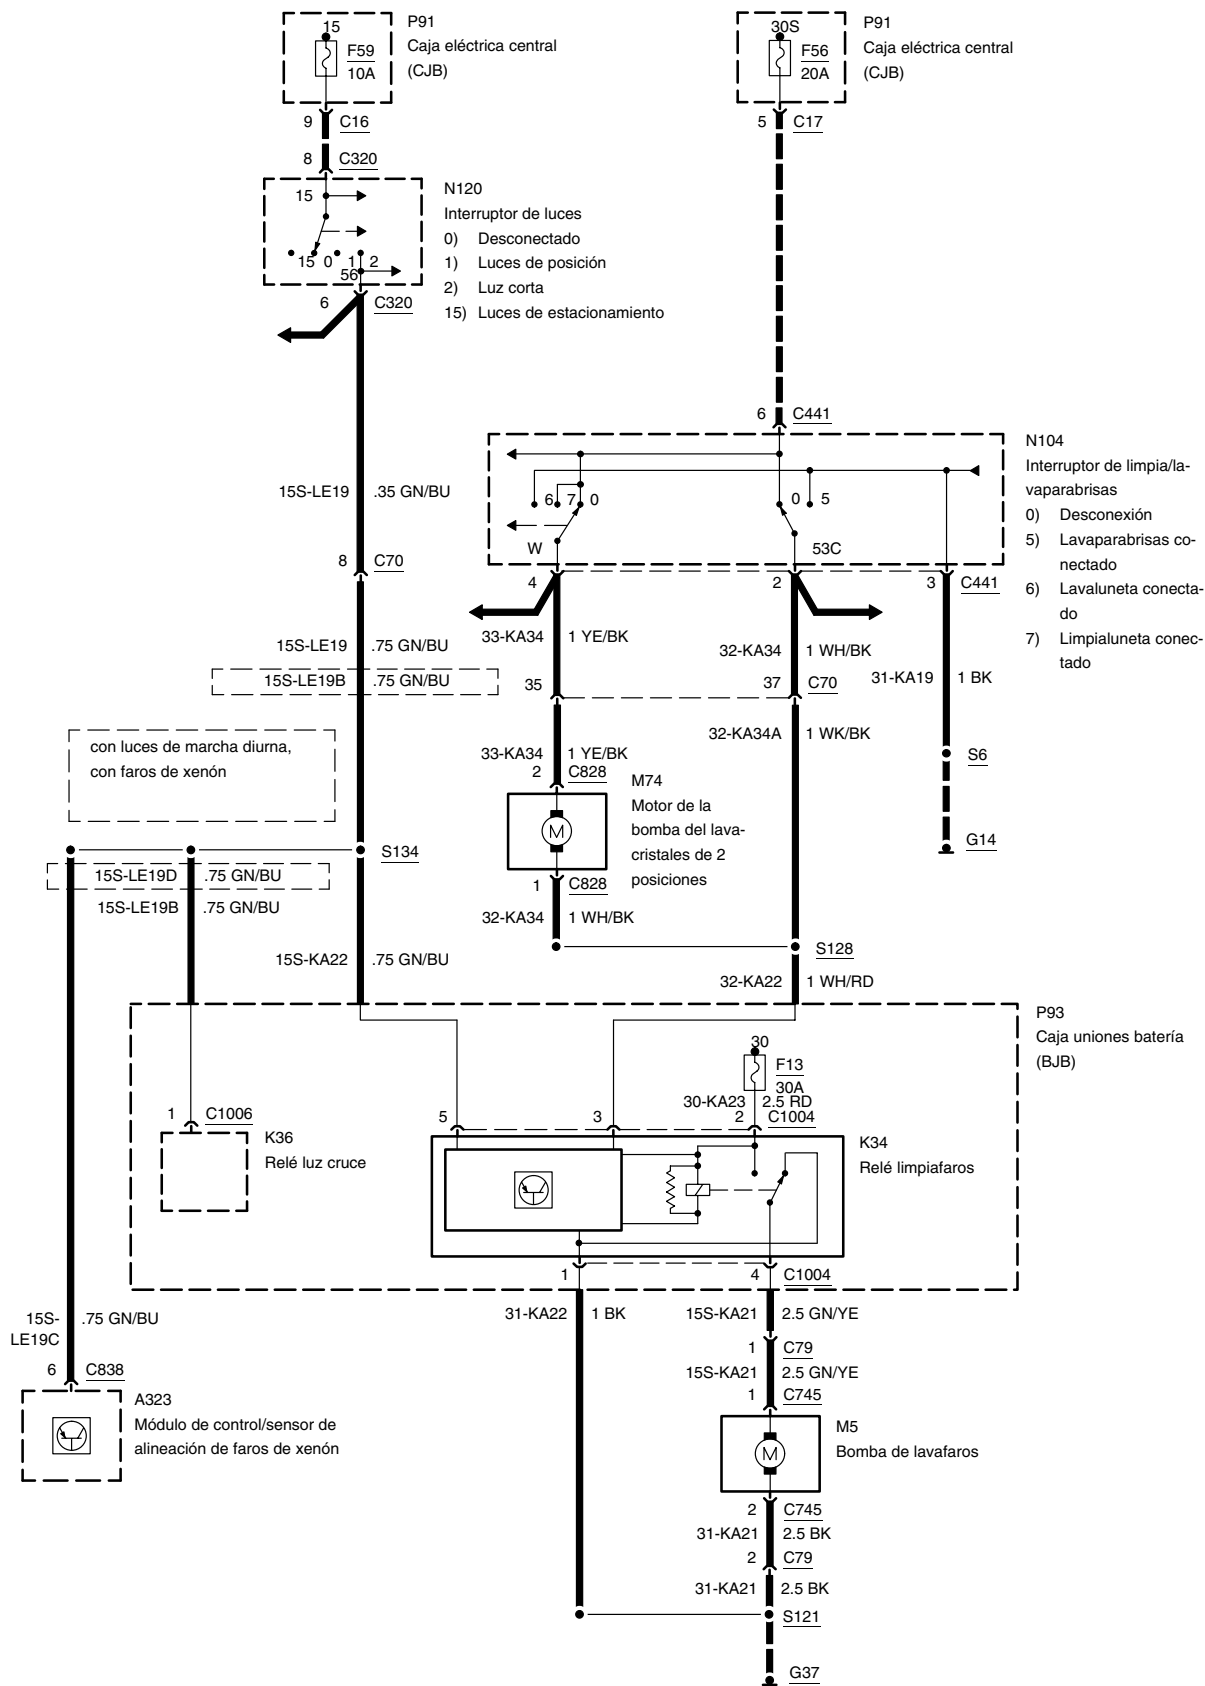 P91
Caja eléctrica central
(CJB)
15
F59
10A
P91
Caja eléctrica central
(CJB)
30S
F56
20A
9 C16
8 C320
5 C17
N120
Interruptor de luces
0) Desconectado
1) Luces de posición
2) Luz corta
15) Luces de estacionamiento
15
15 0 1 2
56
6 C320
6 C441
N104
Interruptor de limpia/la-
vaparabrisas
0) Desconexión
5) Lavaparabrisas co-
nectado
6) Lavaluneta conecta-
do
7) Limpialuneta conec-
tado
6 7 0
0 5
W
53C
4
2
3 C441
15S-LE19 .35 GN/BU
8 C70
33-KA34 1 YE/BK
32-KA34 1 WH/BK
31-KA19 1 BK
15S-LE19 .75 GN/BU
15S-LE19B .75 GN/BU
35
37 C70
32-KA34A 1 WK/BK
S6
G14
con luces de marcha diurna,
con faros de xenón
33-KA34 1 YE/BK
2 C828
M74
Motor de la
bomba del lava-
cristales de 2
posiciones
M
1 C828
32-KA34 1 WH/BK
S134
15S-LE19D .75 GN/BU
15S-LE19B .75 GN/BU
S128
15S-KA22 .75 GN/BU
32-KA22 1 WH/RD
P93
Caja uniones batería
(BJB)
30
F13
30A
30-KA23 2.5 RD
1 C1006
5
3
2 C1004
K36
Relé luz cruce
K34
Relé limpiafaros
1
4 C1004
15S-
LE19C
.75 GN/BU
31-KA22 1 BK
15S-KA21 2.5 GN/YE
1 C79
15S-KA21 2.5 GN/YE
1 C745
6 C838
A323
Módulo de control/sensor de
alineación de faros de xenón
M5
Bomba de lavafaros
M
2 C745
31-KA21 2.5 BK
2 C79
31-KA21 2.5 BK
S121
G37